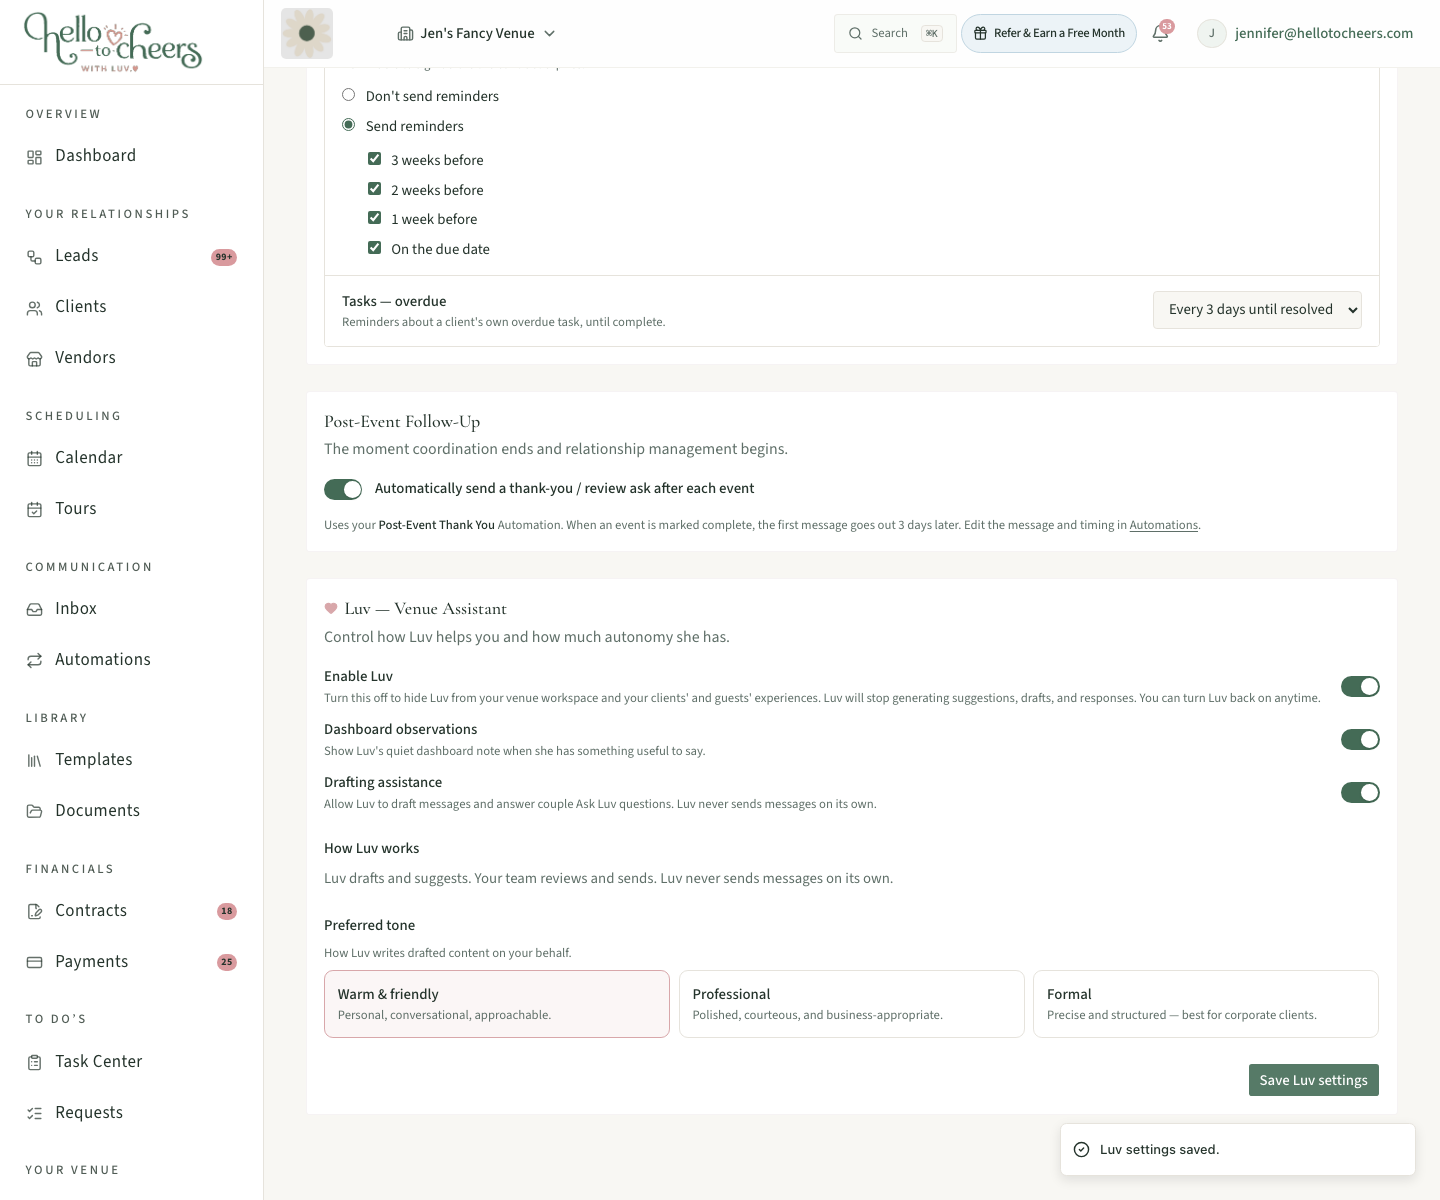 hello
to cheers
WITH LUV.
Jen's Fancy Venue
Search
⌘K
Refer & Earn a Free Month
53
J
jennifer@hellotocheers.com
OVERVIEW
Dashboard
YOUR RELATIONSHIPS
Leads
99+
Clients
Vendors
SCHEDULING
Calendar
Tours
COMMUNICATION
Inbox
Automations
LIBRARY
Templates
Documents
FINANCIALS
Contracts
18
Payments
25
TO DO'S
Task Center
Requests
YOUR VENUE
Don't send reminders
Send reminders
3 weeks before
2 weeks before
1 week before
On the due date
Tasks — overdue
Reminders about a client's own overdue task, until complete.
Every 3 days until resolved
Post-Event Follow-Up
The moment coordination ends and relationship management begins.
Automatically send a thank-you / review ask after each event
Uses your Post-Event Thank You Automation. When an event is marked complete, the first message goes out 3 days later. Edit the message and timing in Automations.
Luv — Venue Assistant
Control how Luv helps you and how much autonomy she has.
Enable Luv
Turn this off to hide Luv from your venue workspace and your clients' and guests' experiences. Luv will stop generating suggestions, drafts, and responses. You can turn Luv back on anytime.
Dashboard observations
Show Luv's quiet dashboard note when she has something useful to say.
Drafting assistance
Allow Luv to draft messages and answer couple Ask Luv questions. Luv never sends messages on its own.
How Luv works
Luv drafts and suggests. Your team reviews and sends. Luv never sends messages on its own.
Preferred tone
How Luv writes drafted content on your behalf.
Warm & friendly
Personal, conversational, approachable.
Professional
Polished, courteous, and business-appropriate.
Formal
Precise and structured — best for corporate clients.
Save Luv settings
Luv settings saved.